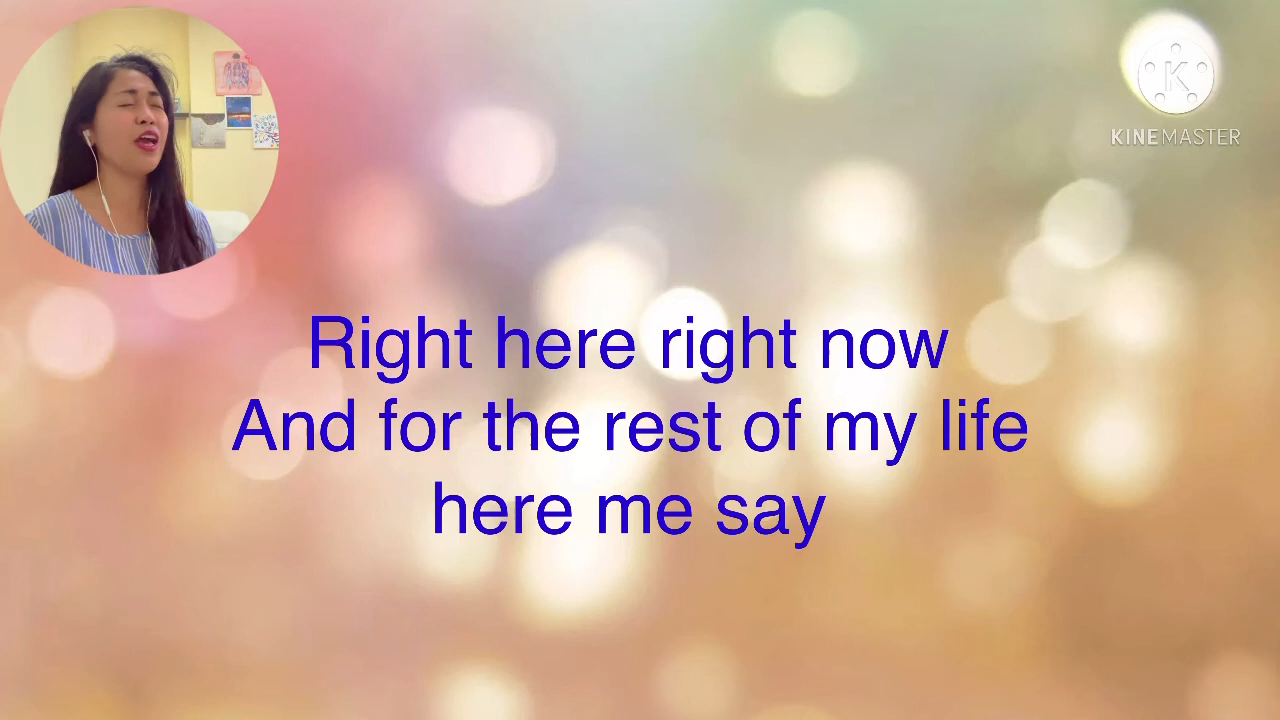 K
KINEMASTER
Right here right now
And for the rest of my life
here me say